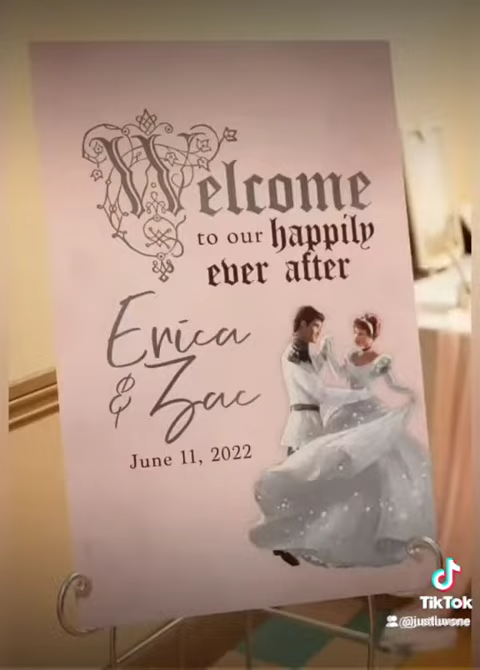 Welcome
to our happily
ever after
Erica
& Zac
June 11, 2022
TikTok
@justluvsne